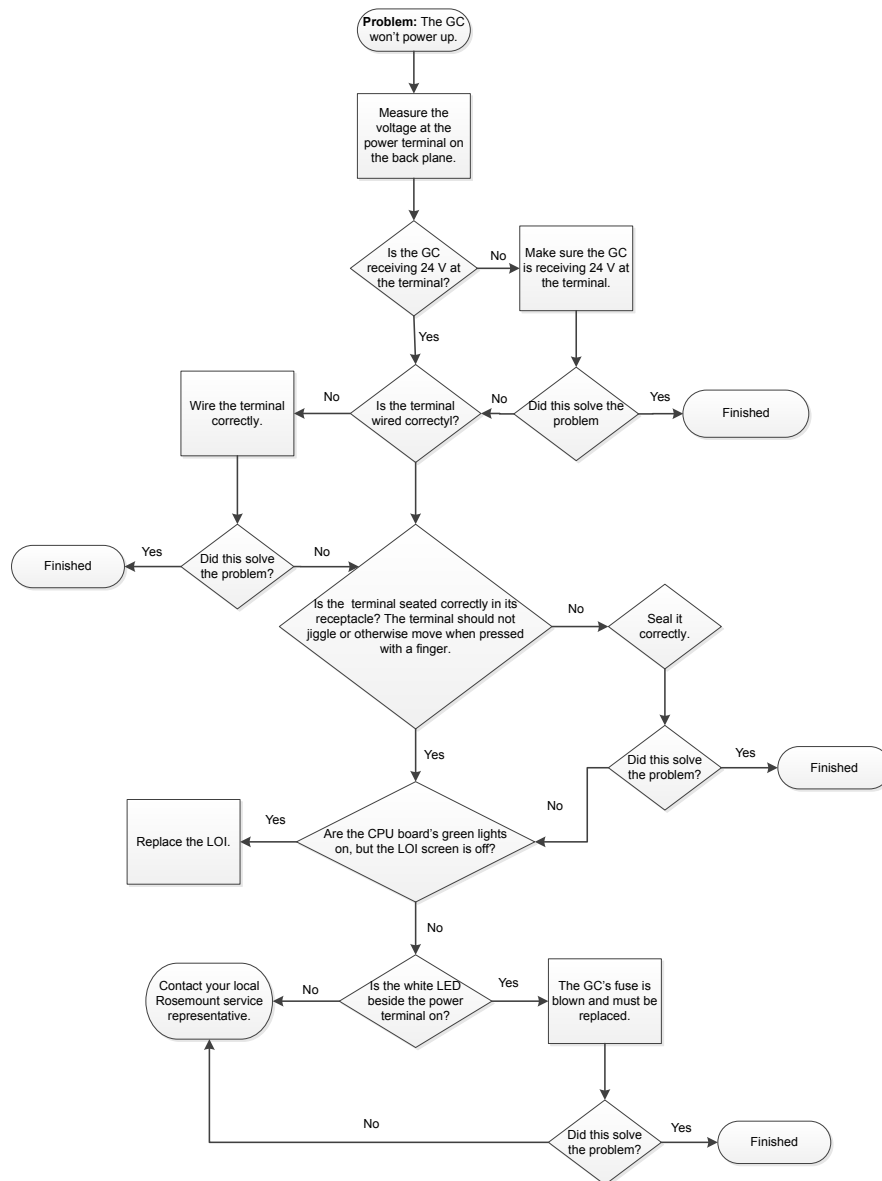 Problem: The GC
won't power up.
Measure the
voltage at the
power terminal on
the back plane.
Is the GC
receiving 24 V at
the terminal?
No
Make sure the GC
is receiving 24 V at
the terminal.
Yes
Is the terminal
wired correctyl?
No
Wire the terminal
correctly.
No
Did this solve the
problem
Yes
Finished
Finished
Yes
Did this solve
the problem?
No
Is the terminal seated correctly in its
receptacle? The terminal should not
jiggle or otherwise move when pressed
with a finger.
No
Seal it
correctly.
Yes
Did this solve
the problem?
Yes
Finished
No
Replace the LOI.
Yes
Are the CPU board's green lights
on, but the LOI screen is off?
No
Contact your local
Rosemount service
representative.
No
Is the white LED
beside the power
terminal on?
Yes
The GC's fuse is
blown and must be
replaced.
No
Did this solve
the problem?
Yes
Finished